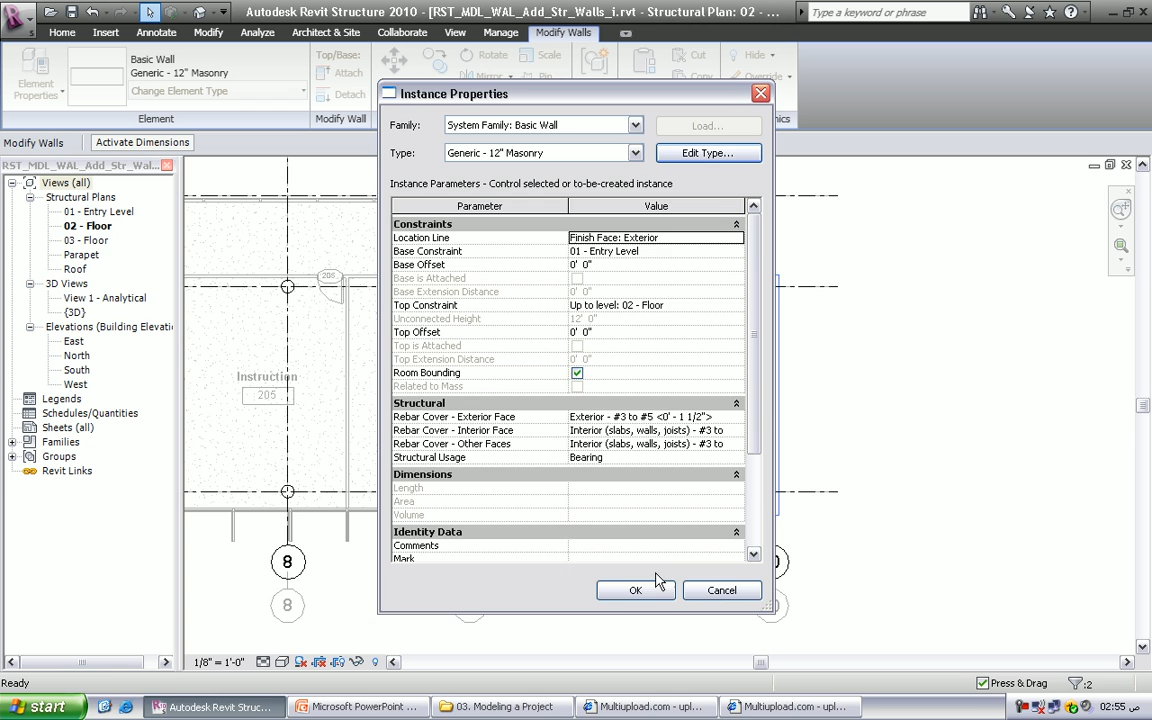 Autodesk Revit Structure 2010 - [RST_MDL_WAL_Add_Str_Walls_i.rvt - Structural Plan: 02 - ...
Type a keyword or phrase
Home
Insert
Annotate
Modify
Analyze
Architect & Site
Collaborate
View
Manage
Modify Walls
Element
Properties
Basic Wall
Generic - 12" Masonry
Change Element Type
Element
Top/Base:
Attach
Detach
Modify Wall
Rotate
Scale
Mirror
Pin
Cut
Copy
Hide
Override
Modify Walls
Activate Dimensions
RST_MDL_WAL_Add_Str_Wal...
Views (all)
Structural Plans
01 - Entry Level
02 - Floor
03 - Floor
Parapet
Roof
3D Views
View 1 - Analytical
{3D}
Elevations (Building Elevati
East
North
South
West
Legends
Schedules/Quantities
Sheets (all)
Families
Groups
Revit Links
205
Instruction
205
8
8
Instance Properties
Family:
System Family: Basic Wall
Load...
Type:
Generic - 12" Masonry
Edit Type...
Instance Parameters - Control selected or to-be-created instance
Parameter
Value
Constraints
Location Line
Finish Face: Exterior
Base Constraint
01 - Entry Level
Base Offset
0' 0"
Base is Attached
Base Extension Distance
0' 0"
Top Constraint
Up to level: 02 - Floor
Unconnected Height
12' 0"
Top Offset
0' 0"
Top is Attached
Top Extension Distance
0' 0"
Room Bounding
Related to Mass
Structural
Rebar Cover - Exterior Face
Exterior - #3 to #5 <0' - 1 1/2">
Rebar Cover - Interior Face
Interior (slabs, walls, joists) - #3 to
Rebar Cover - Other Faces
Interior (slabs, walls, joists) - #3 to
Structural Usage
Bearing
Dimensions
Length
Area
Volume
Identity Data
Comments
Mark
OK
Cancel
1/8" = 1'-0"
Ready
Press & Drag
:2
start
Autodesk Revit Struc...
Microsoft PowerPoint ...
03. Modeling a Project
Multiupload.com - upl...
Multiupload.com - upl...
02:55 ص